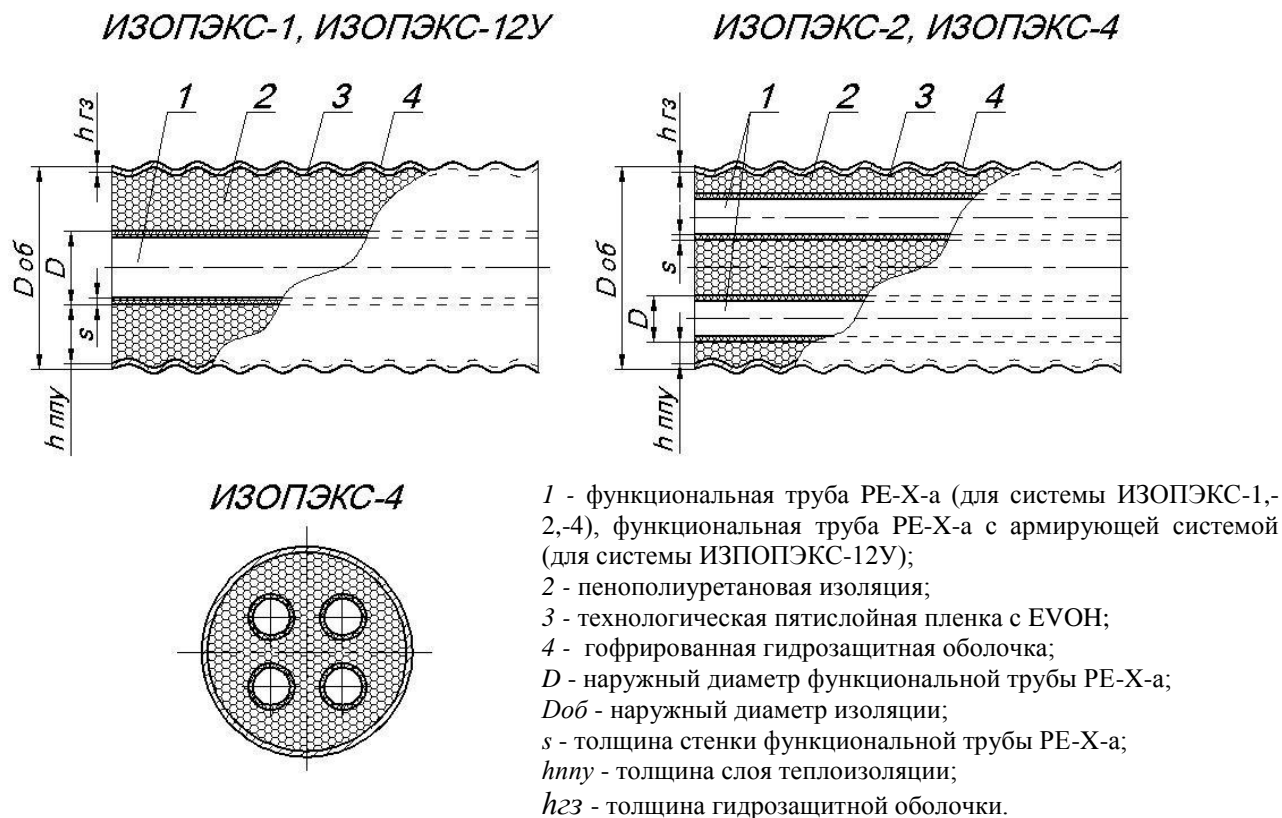 ИЗОПЭКС-1, ИЗОПЭКС-12У
ИЗОПЭКС-2, ИЗОПЭКС-4
1 2 3 4
h гз
D об
D
s
h ппу
1 2 3 4
h гз
D об
s
D
h ппу
ИЗОПЭКС-4
1 - функциональная труба PE-X-a (для системы ИЗОПЭКС-1,-
2,-4), функциональная труба PE-X-a с армирующей системой
(для системы ИЗПОПЭКС-12У);
2 - пенополиуретановая изоляция;
3 - технологическая пятислойная пленка с EVOH;
4 - гофрированная гидрозащитная оболочка;
D - наружный диаметр функциональной трубы PE-X-a;
Dоб - наружный диаметр изоляции;
s - толщина стенки функциональной трубы PE-X-a;
hппу - толщина слоя теплоизоляции;
hгз - толщина гидрозащитной оболочки.